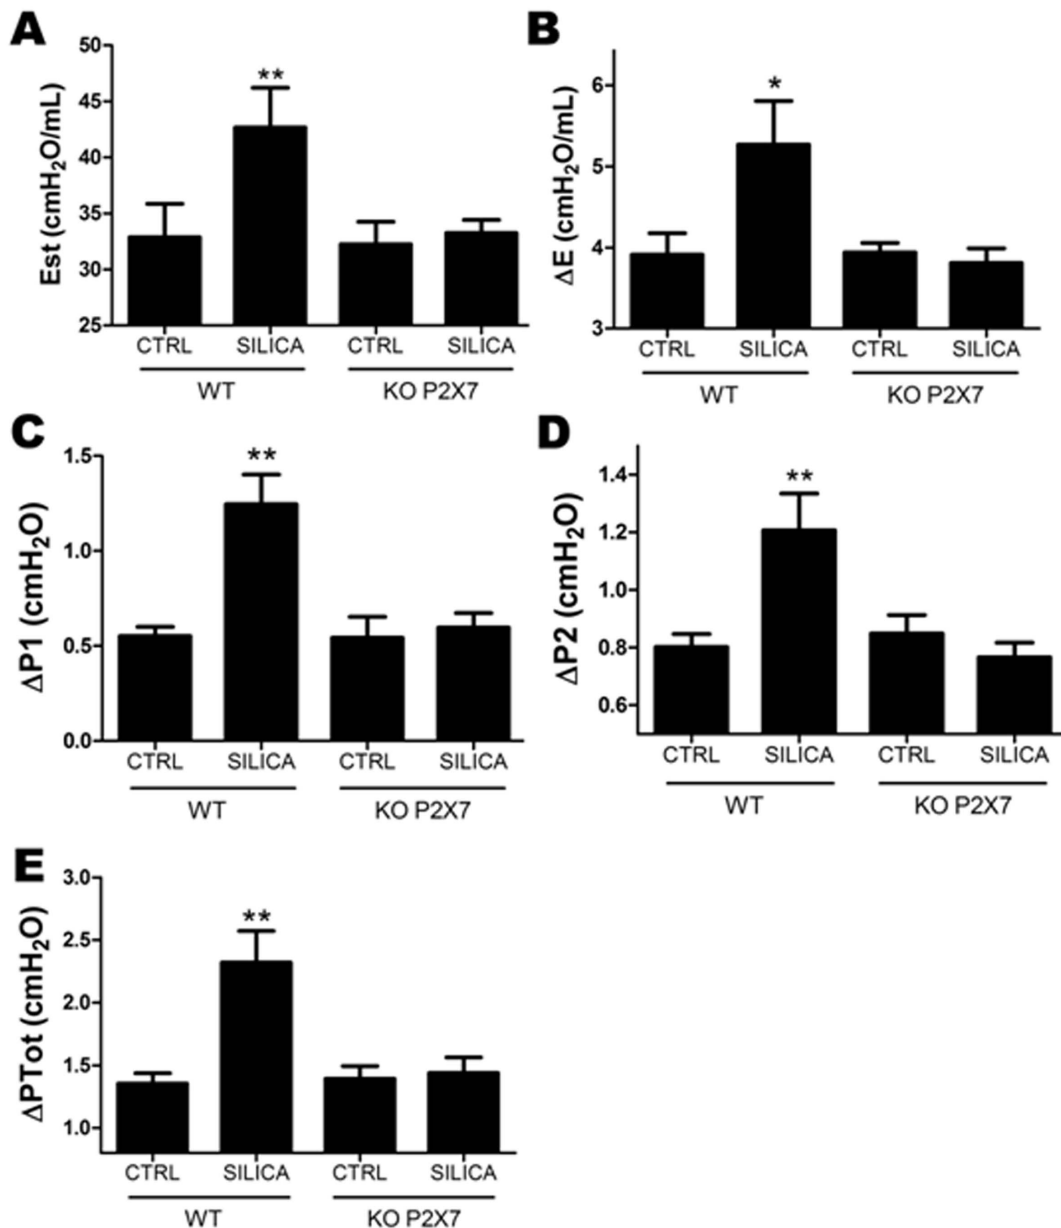 A
Est (cmH2O/mL)
50
45
40
35
30
25
**
CTRL SILICA CTRL SILICA
WT KO P2X7
B
ΔE (cmH2O/mL)
6
5
4
3
*
CTRL SILICA CTRL SILICA
WT KO P2X7
C
ΔP1 (cmH2O)
1.5
1.0
0.5
0.0
**
CTRL SILICA CTRL SILICA
WT KO P2X7
D
ΔP2 (cmH2O)
1.4
1.2
1.0
0.8
0.6
**
CTRL SILICA CTRL SILICA
WT KO P2X7
E
ΔPTot (cmH2O)
3.0
2.5
2.0
1.5
1.0
**
CTRL SILICA CTRL SILICA
WT KO P2X7